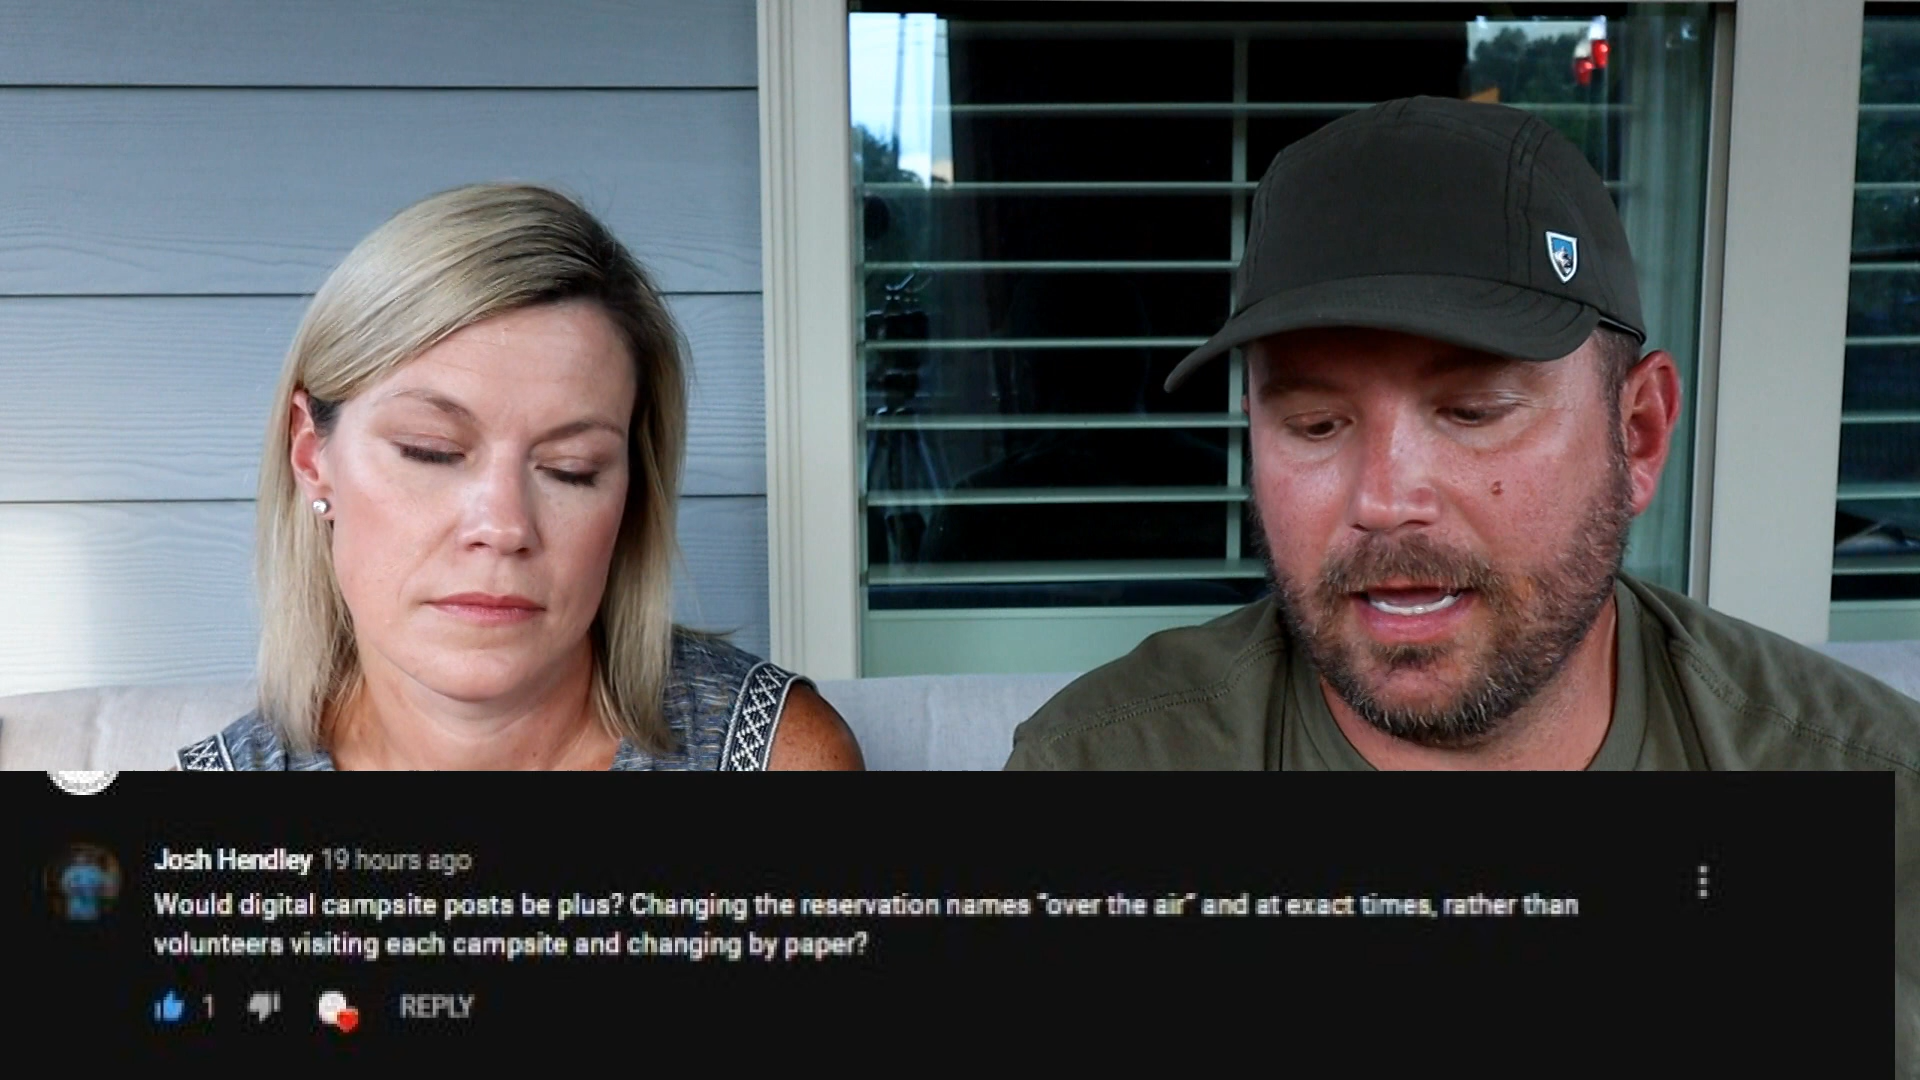 Josh Hendley 19 hours ago
Would digital campsite posts be plus? Changing the reservation names "over the air" and at exact times, rather than
volunteers visiting each campsite and changing by paper?
1 REPLY